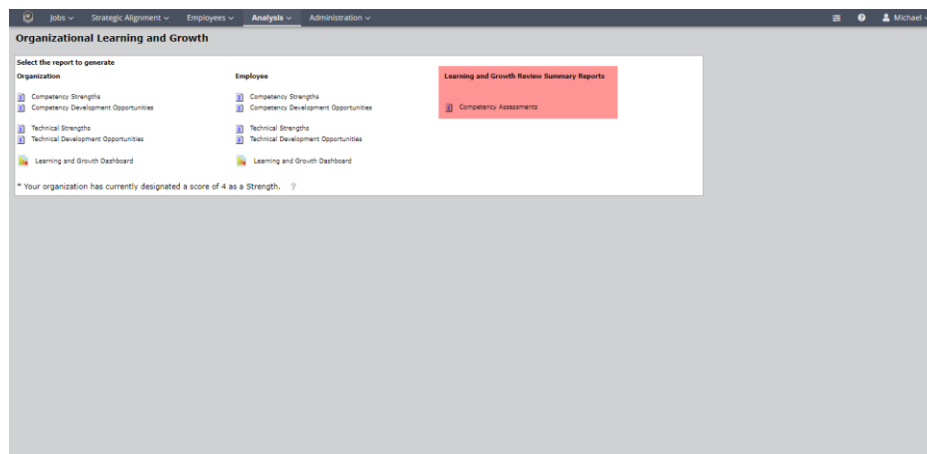 Jobs Strategic Alignment Employees Analysis Administration Michael
Organizational Learning and Growth
Select the report to generate
Organization
Competency Strengths
Competency Development Opportunities
Technical Strengths
Technical Development Opportunities
Learning and Growth Dashboard
Employee
Competency Strengths
Competency Development Opportunities
Technical Strengths
Technical Development Opportunities
Learning and Growth Dashboard
Learning and Growth Review Summary Reports
Competency Assessments
* Your organization has currently designated a score of 4 as a Strength. ?